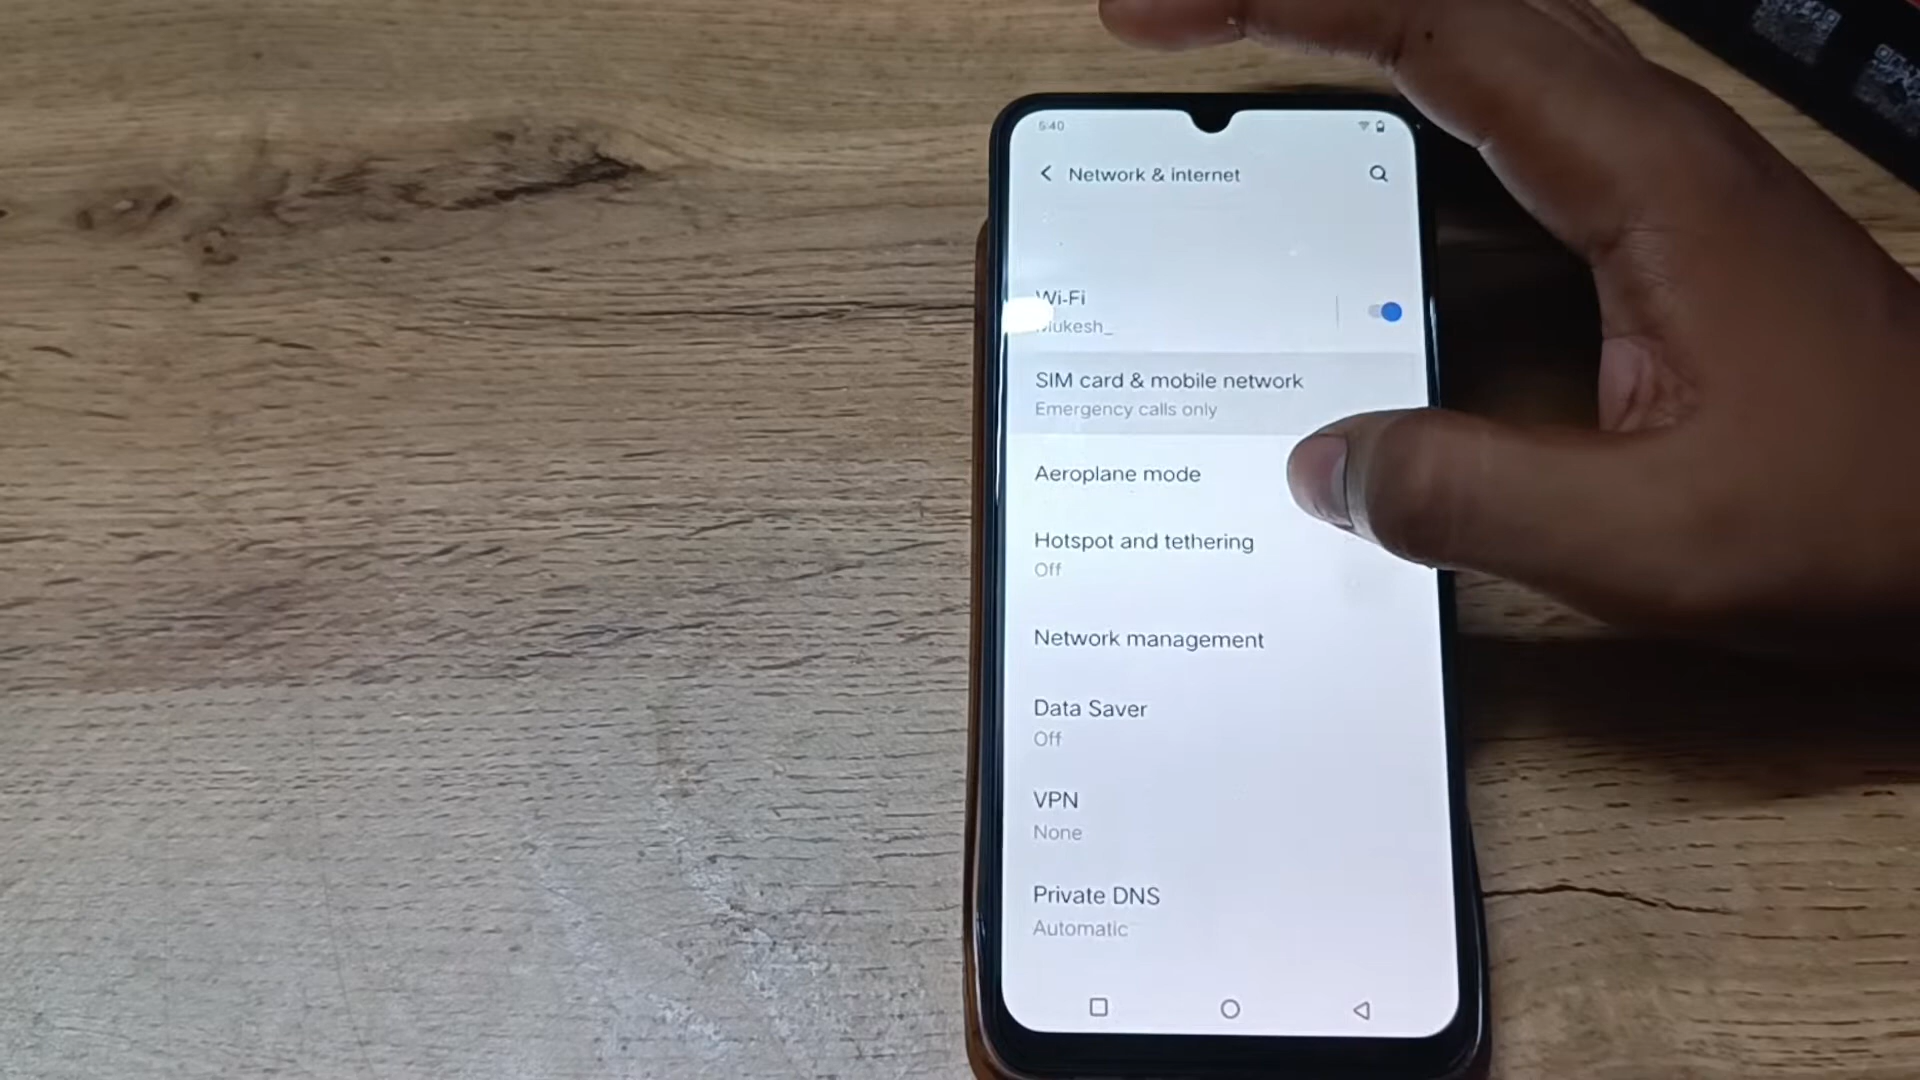 5:40
Network & internet
Wi-Fi
Mukesh_
SIM card & mobile network
Emergency calls only
Aeroplane mode
Hotspot and tethering
Off
Network management
Data Saver
Off
VPN
None
Private DNS
Automatic